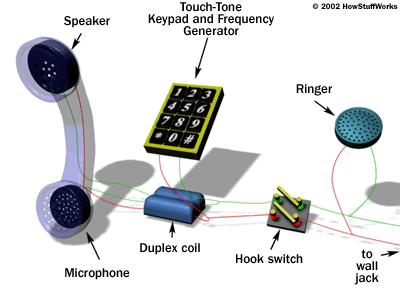 © 2002 HowStuffWorks
Speaker
Touch-Tone
Keypad and Frequency
Generator
Ringer
1 2 3
4 5 6
7 8 9
* 0 #
Duplex coil
Hook switch
Microphone
to
wall
jack